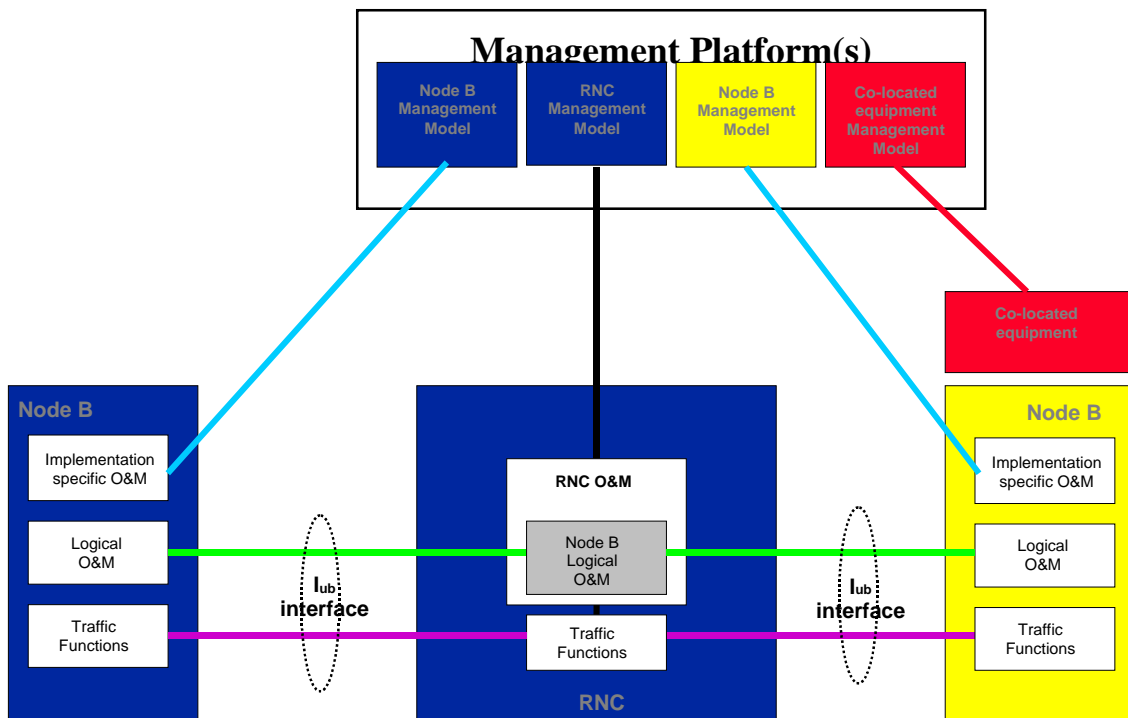 Management Platform(s)
Node B
Management
Model
RNC
Management
Model
Node B
Management
Model
Co-located
equipment
Management
Model
Co-located
equipment
Node B
Implementation
specific O&M
Logical
O&M
Traffic
Functions
Iub
interface
RNC O&M
Node B
Logical
O&M
Traffic
Functions
RNC
Iub
interface
Node B
Implementation
specific O&M
Logical
O&M
Traffic
Functions